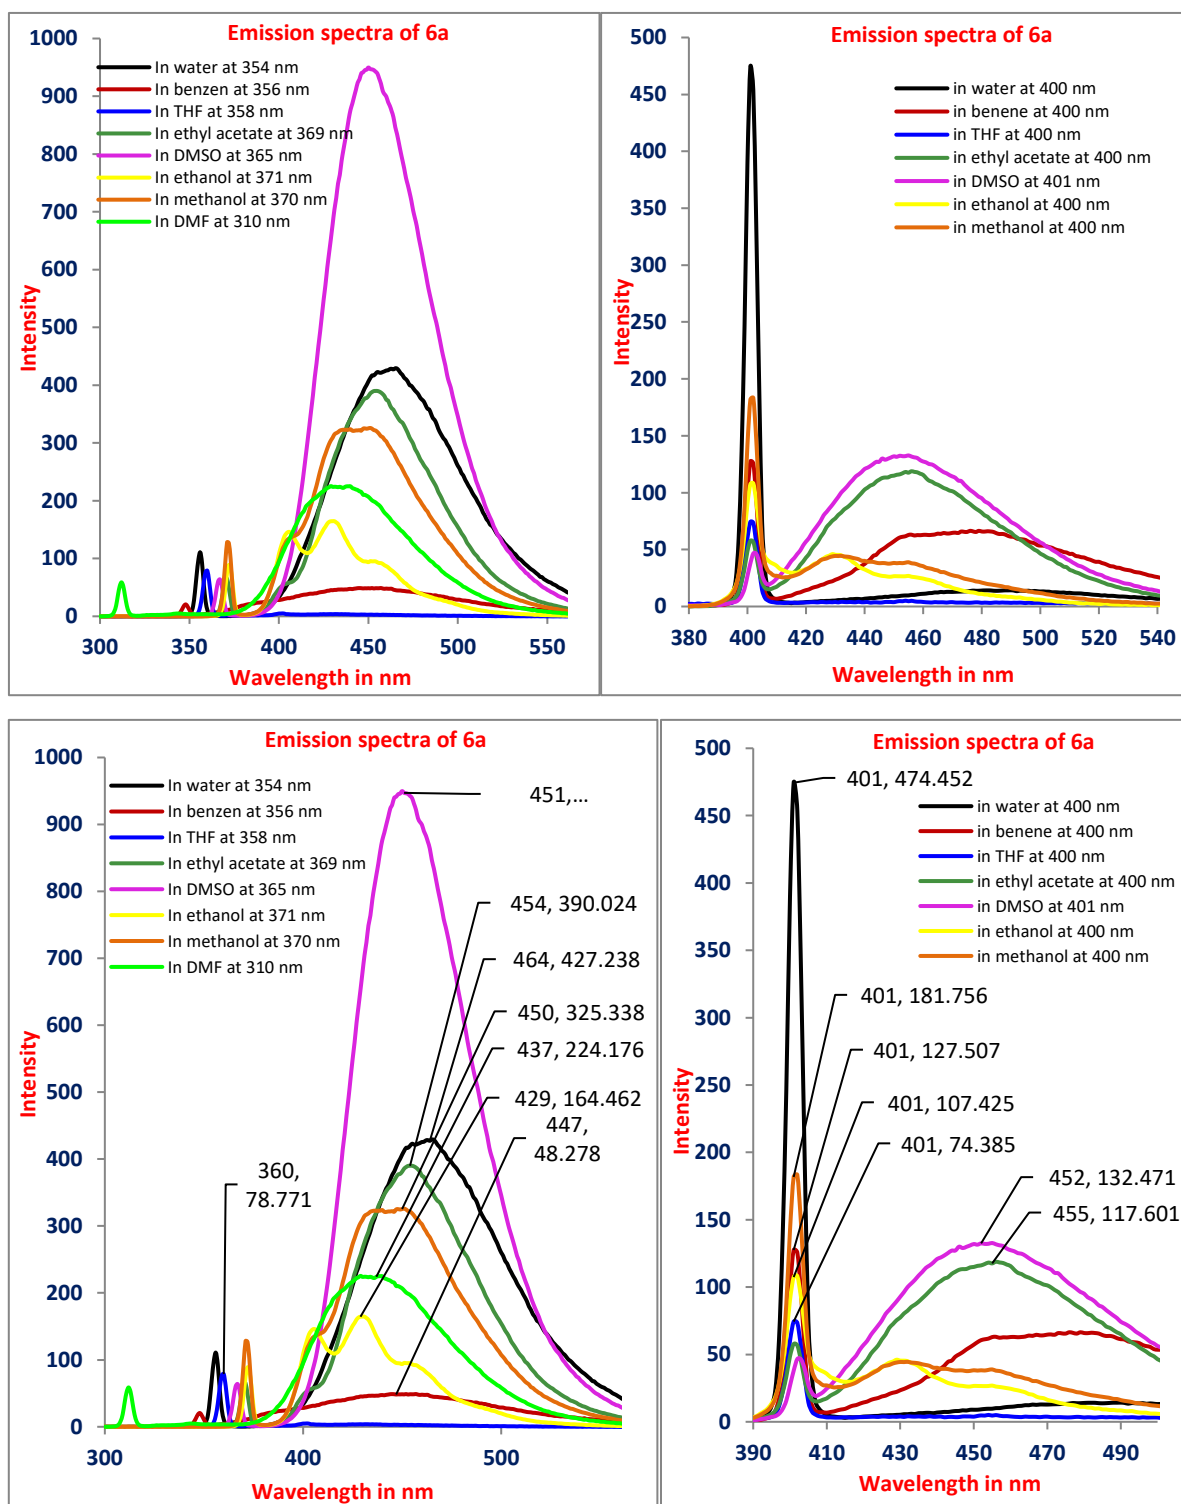 Emission spectra of 6a
1000
900
800
700
600
500
400
300
200
100
0
In water at 354 nm
In benzen at 356 nm
In THF at 358 nm
In ethyl acetate at 369 nm
In DMSO at 365 nm
In ethanol at 371 nm
In methanol at 370 nm
In DMF at 310 nm
Intensity
300 350 400 450 500 550
Wavelength in nm
Emission spectra of 6a
500
450
400
350
300
250
200
150
100
50
0
in water at 400 nm
in benene at 400 nm
in THF at 400 nm
in ethyl acetate at 400 nm
in DMSO at 401 nm
in ethanol at 400 nm
in methanol at 400 nm
Intensity
380 400 420 440 460 480 500 520 540
Wavelength in nm
Emission spectra of 6a
1000
900
800
700
600
500
400
300
200
100
0
In water at 354 nm
In benzen at 356 nm
In THF at 358 nm
In ethyl acetate at 369 nm
In DMSO at 365 nm
In ethanol at 371 nm
In methanol at 370 nm
In DMF at 310 nm
451,...
454, 390.024
464, 427.238
450, 325.338
437, 224.176
429, 164.462
447,
48.278
360,
78.771
Intensity
300 400 500
Wavelength in nm
Emission spectra of 6a
500
450
400
350
300
250
200
150
100
50
0
401, 474.452
in water at 400 nm
in benene at 400 nm
in THF at 400 nm
in ethyl acetate at 400 nm
in DMSO at 401 nm
in ethanol at 400 nm
in methanol at 400 nm
401, 181.756
401, 127.507
401, 107.425
401, 74.385
452, 132.471
455, 117.601
Intensity
390 410 430 450 470 490
Wavelength in nm